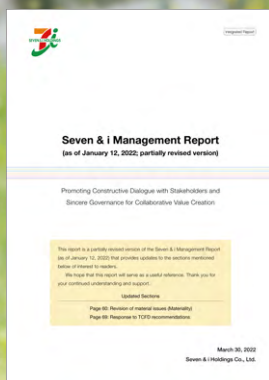 Integrated Report
SEVEN & i HOLDINGS
Seven & i Management Report
(as of January 12, 2022; partially revised version)
Promoting Constructive Dialogue with Stakeholders and
Sincere Governance for Collaborative Value Creation
This report is a partially revised version of the Seven & i Management Report
(as of January 12, 2022) that provides updates to the sections mentioned
below of interest to readers.
We hope that this report will serve as a useful reference. Thank you for
your continued understanding and support.
Updated Sections
Page 66: Revision of material issues (Materiality)
Page 69: Response to TCFD recommendations
March 30, 2022
Seven & i Holdings Co., Ltd.